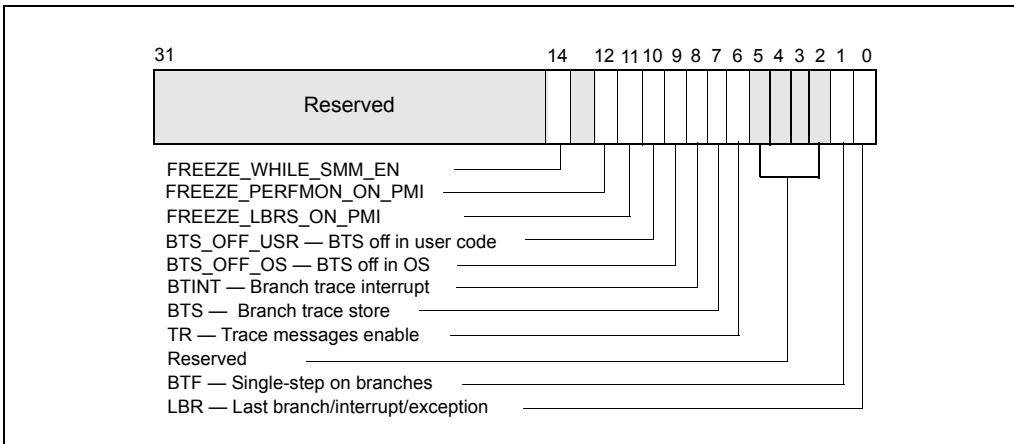 31 14 12 11 10 9 8 7 6 5 4 3 2 1 0
Reserved
FREEZE_WHILE_SMM_EN
FREEZE_PERFMON_ON_PMI
FREEZE_LBRS_ON_PMI
BTS_OFF_USR — BTS off in user code
BTS_OFF_OS — BTS off in OS
BTINT — Branch trace interrupt
BTS — Branch trace store
TR — Trace messages enable
Reserved
BTF — Single-step on branches
LBR — Last branch/interrupt/exception